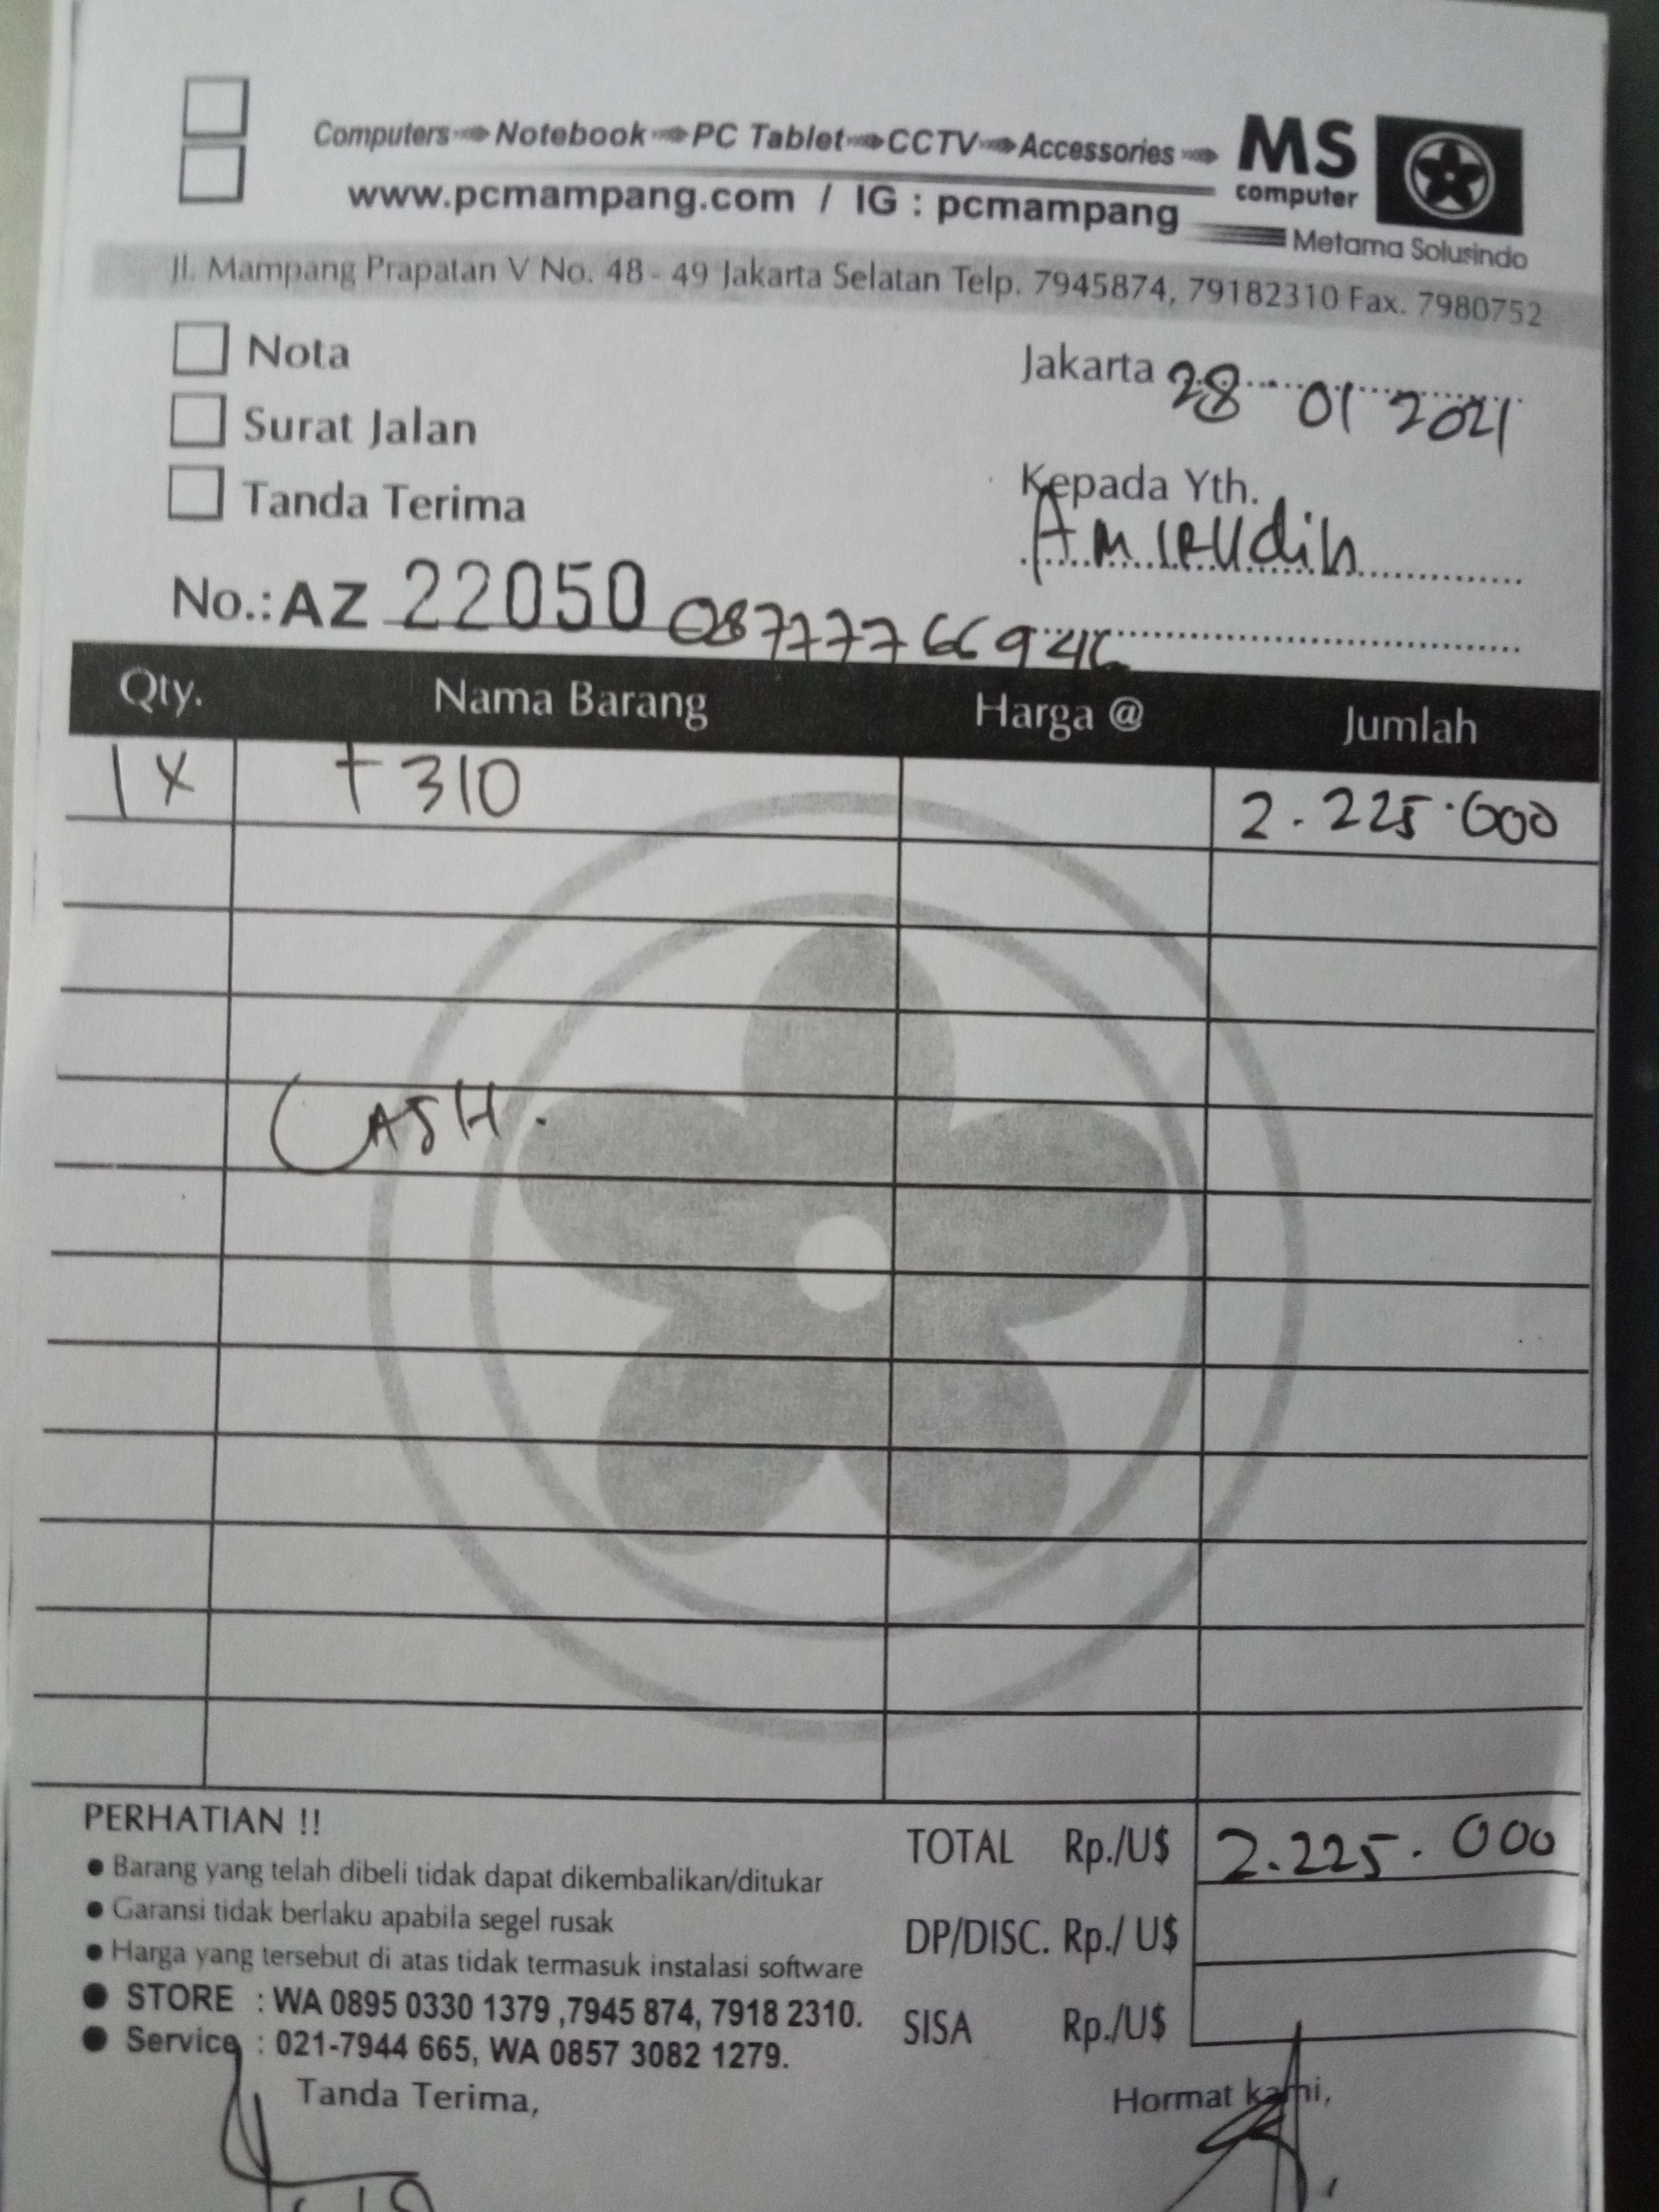 Computers Notebook PC Tablet CCTV Accessories
MS
computer
www.pcmampang.com / IG : pcmampang
Metama Solusindo
Jl. Mampang Prapatan V No. 48 - 49 Jakarta Selatan Telp. 7945874, 79182310 Fax. 7980752
Nota
Jakarta 28 - 01 2021
Surat Jalan
Kepada Yth.
Tanda Terima
Amirudin
No.: AZ 22050 087777666946
Qty. Nama Barang Harga @ Jumlah
1 X T 310 2.225.000
CASH.
PERHATIAN !!
TOTAL Rp./U$ 2.225.000
• Barang yang telah dibeli tidak dapat dikembalikan/ditukar
• Garansi tidak berlaku apabila segel rusak
DP/DISC. Rp./ U$
• Harga yang tersebut di atas tidak termasuk instalasi software
• STORE : WA 0895 0330 1379 ,7945 874, 7918 2310.
SISA Rp./U$
• Service : 021-7944 665, WA 0857 3082 1279.
Tanda Terima,
Hormat kami,